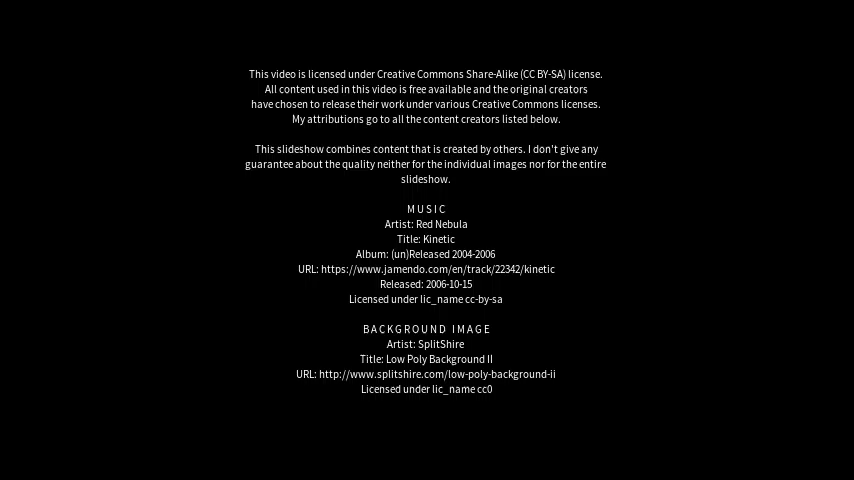 This video is licensed under Creative Commons Share-Alike (CC BY-SA) license.
All content used in this video is free available and the original creators
have chosen to release their work under various Creative Commons licenses.
My attributions go to all the content creators listed below.
This slideshow combines content that is created by others. I don't give any
guarantee about the quality neither for the individual images nor for the entire
slideshow.
MUSIC
Artist: Red Nebula
Title: Kinetic
Album: (un)Released 2004-2006
URL: https://www.jamendo.com/en/track/22342/kinetic
Released: 2006-10-15
Licensed under lic_name cc-by-sa
BACKGROUND IMAGE
Artist: SplitShire
Title: Low Poly Background II
URL: http://www.splitshire.com/low-poly-background-ii
Licensed under lic_name cc0